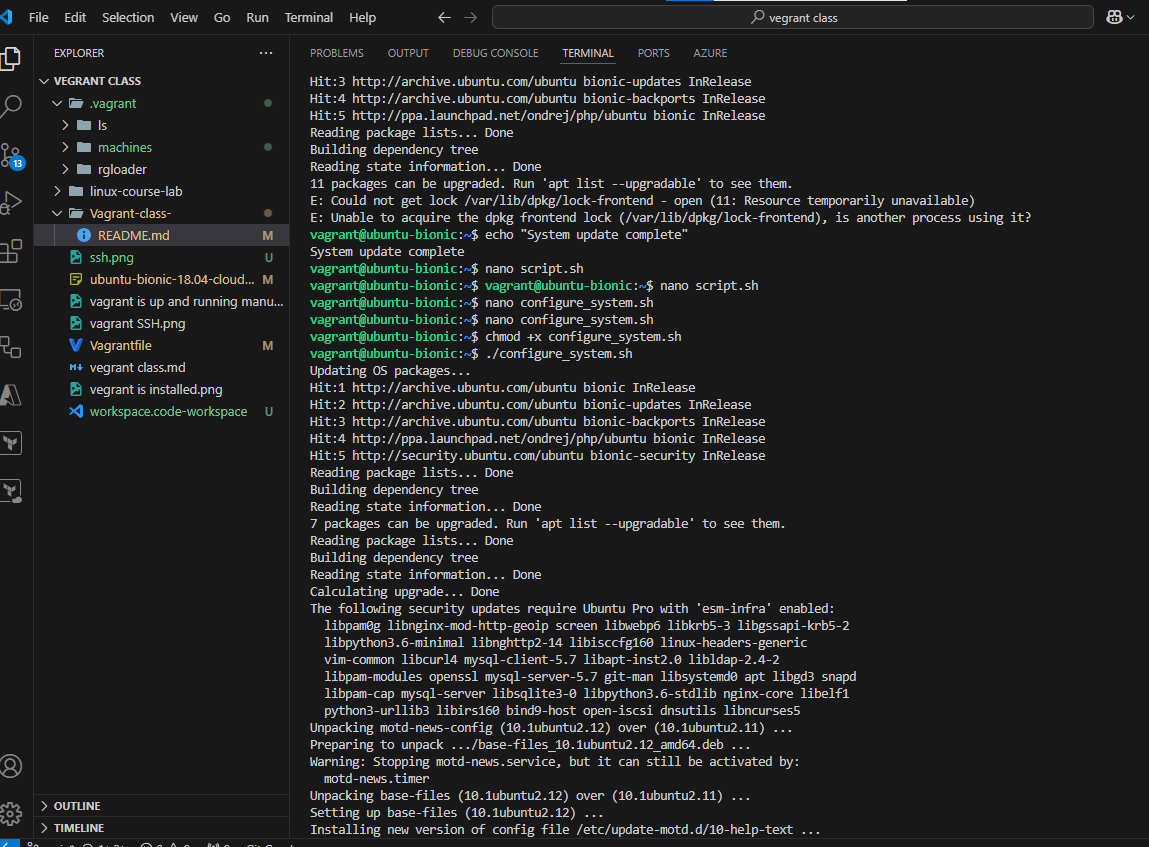 File Edit Selection View Go Run Terminal Help
vegrant class
EXPLORER
PROBLEMS OUTPUT DEBUG CONSOLE TERMINAL PORTS AZURE
VEGRANT CLASS
.vagrant
ls
machines
rgloader
linux-course-lab
Vagrant-class-
README.md M
ssh.png U
ubuntu-bionic-18.04-cloud... M
vagrant is up and running manu...
vagrant SSH.png
Vagrantfile M
vegrant class.md
vegrant is installed.png
workspace.code-workspace U
13
OUTLINE
TIMELINE
Hit:3 http://archive.ubuntu.com/ubuntu bionic-updates InRelease
Hit:4 http://archive.ubuntu.com/ubuntu bionic-backports InRelease
Hit:5 http://ppa.launchpad.net/ondrej/php/ubuntu bionic InRelease
Reading package lists... Done
Building dependency tree
Reading state information... Done
11 packages can be upgraded. Run 'apt list --upgradable' to see them.
E: Could not get lock /var/lib/dpkg/lock-frontend - open (11: Resource temporarily unavailable)
E: Unable to acquire the dpkg frontend lock (/var/lib/dpkg/lock-frontend), is another process using it?
vagrant@ubuntu-bionic:~$ echo "System update complete"
System update complete
vagrant@ubuntu-bionic:~$ nano script.sh
vagrant@ubuntu-bionic:~$ vagrant@ubuntu-bionic:~$ nano script.sh
vagrant@ubuntu-bionic:~$ nano configure_system.sh
vagrant@ubuntu-bionic:~$ nano configure_system.sh
vagrant@ubuntu-bionic:~$ chmod +x configure_system.sh
vagrant@ubuntu-bionic:~$ ./configure_system.sh
Updating OS packages...
Hit:1 http://archive.ubuntu.com/ubuntu bionic InRelease
Hit:2 http://archive.ubuntu.com/ubuntu bionic-updates InRelease
Hit:3 http://archive.ubuntu.com/ubuntu bionic-backports InRelease
Hit:4 http://ppa.launchpad.net/ondrej/php/ubuntu bionic InRelease
Hit:5 http://security.ubuntu.com/ubuntu bionic-security InRelease
Reading package lists... Done
Building dependency tree
Reading state information... Done
7 packages can be upgraded. Run 'apt list --upgradable' to see them.
Reading package lists... Done
Building dependency tree
Reading state information... Done
Calculating upgrade... Done
The following security updates require Ubuntu Pro with 'esm-infra' enabled:
libpam0g libnginx-mod-http-geoip screen libwebp6 libkrb5-3 libgssapi-krb5-2
libpython3.6-minimal libnghttp2-14 libisccfg160 linux-headers-generic
vim-common libcurl4 mysql-client-5.7 libapt-inst2.0 libldap-2.4-2
libpam-modules openssl mysql-server-5.7 git-man libsystemd0 apt libgd3 snapd
libpam-cap mysql-server libsqlite3-0 libpython3.6-stdlib nginx-core libelf1
python3-urllib3 libirs160 bind9-host open-iscsi dnsutils libncurses5
Unpacking motd-news-config (10.1ubuntu2.12) over (10.1ubuntu2.11) ...
Preparing to unpack .../base-files_10.1ubuntu2.12_amd64.deb ...
Warning: Stopping motd-news.service, but it can still be activated by:
motd-news.timer
Unpacking base-files (10.1ubuntu2.12) over (10.1ubuntu2.11) ...
Setting up base-files (10.1ubuntu2.12) ...
Installing new version of config file /etc/update-motd.d/10-help-text ...